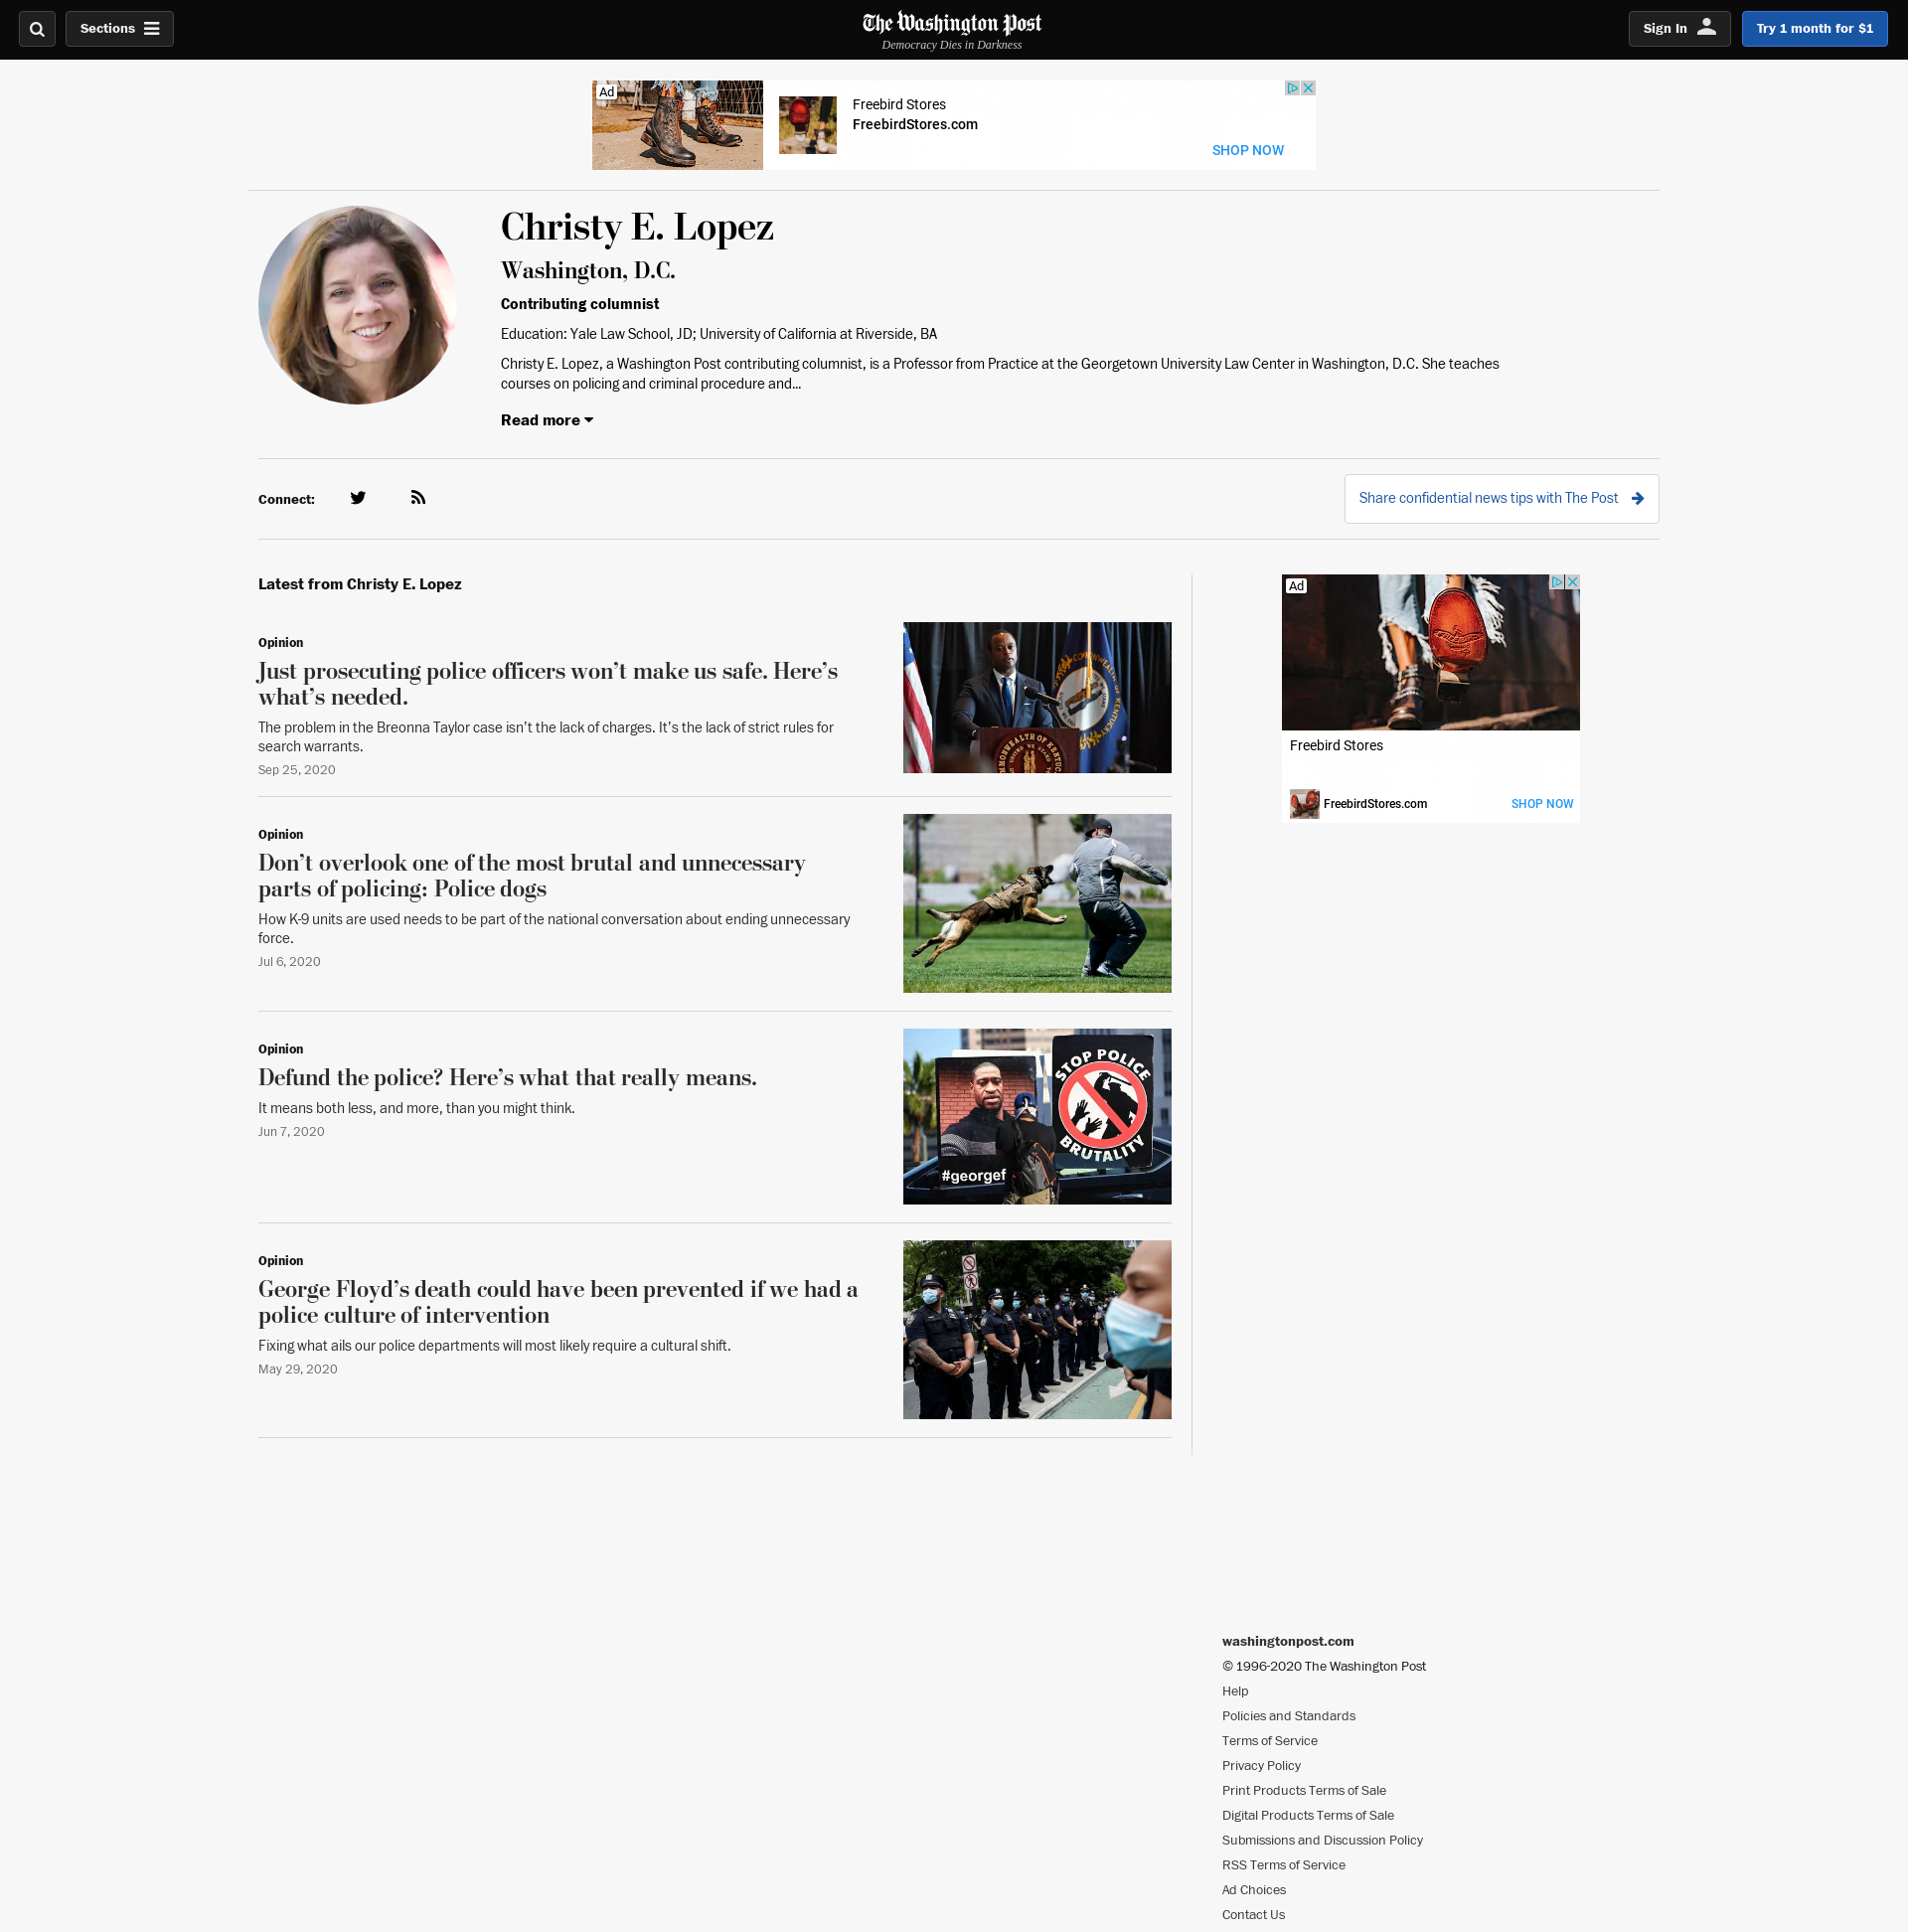 Sections
The Washington Post
Democracy Dies in Darkness
Sign In
Try 1 month for $1
Ad
Freebird Stores
FreebirdStores.com
SHOP NOW
Christy E. Lopez
Washington, D.C.
Contributing columnist
Education: Yale Law School, JD; University of California at Riverside, BA
Christy E. Lopez, a Washington Post contributing columnist, is a Professor from Practice at the Georgetown University Law Center in Washington, D.C. She teaches
courses on policing and criminal procedure and...
Read more
Connect:
Share confidential news tips with The Post
Latest from Christy E. Lopez
Opinion
Just prosecuting police officers won’t make us safe. Here’s
what’s needed.
The problem in the Breonna Taylor case isn’t the lack of charges. It’s the lack of strict rules for
search warrants.
Sep 25, 2020
Opinion
Don’t overlook one of the most brutal and unnecessary
parts of policing: Police dogs
How K-9 units are used needs to be part of the national conversation about ending unnecessary
force.
Jul 6, 2020
Opinion
Defund the police? Here’s what that really means.
It means both less, and more, than you might think.
Jun 7, 2020
STOP POLICE
BRUTALITY
#georgef
Opinion
George Floyd’s death could have been prevented if we had a
police culture of intervention
Fixing what ails our police departments will most likely require a cultural shift.
May 29, 2020
Ad
Freebird Stores
FreebirdStores.com
SHOP NOW
washingtonpost.com
© 1996-2020 The Washington Post
Help
Policies and Standards
Terms of Service
Privacy Policy
Print Products Terms of Sale
Digital Products Terms of Sale
Submissions and Discussion Policy
RSS Terms of Service
Ad Choices
Contact Us